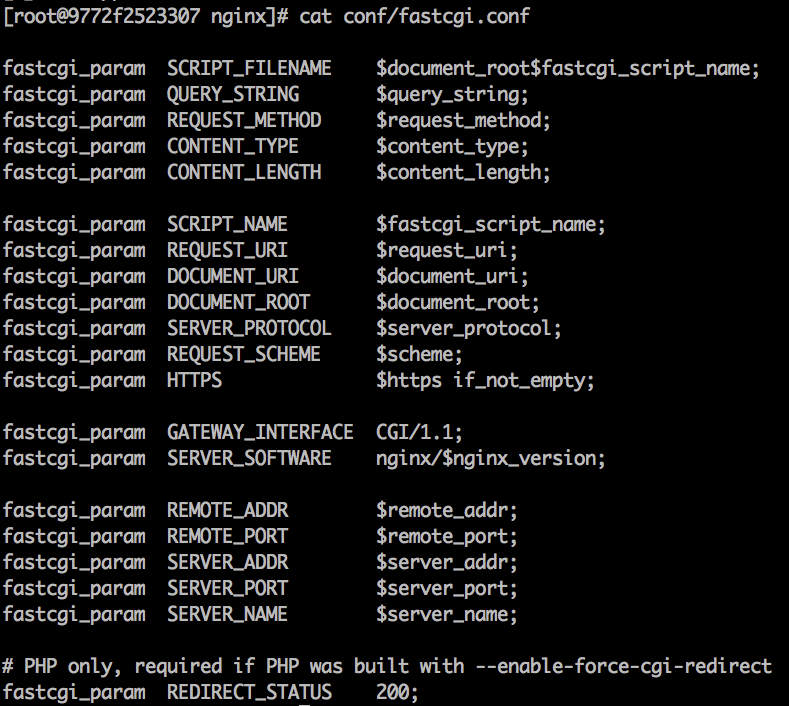 [root@9772f2523307 nginx]# cat conf/fastcgi.conf
fastcgi_param  SCRIPT_FILENAME    $document_root$fastcgi_script_name;
fastcgi_param  QUERY_STRING       $query_string;
fastcgi_param  REQUEST_METHOD     $request_method;
fastcgi_param  CONTENT_TYPE       $content_type;
fastcgi_param  CONTENT_LENGTH     $content_length;
fastcgi_param  SCRIPT_NAME        $fastcgi_script_name;
fastcgi_param  REQUEST_URI        $request_uri;
fastcgi_param  DOCUMENT_URI       $document_uri;
fastcgi_param  DOCUMENT_ROOT      $document_root;
fastcgi_param  SERVER_PROTOCOL    $server_protocol;
fastcgi_param  REQUEST_SCHEME     $scheme;
fastcgi_param  HTTPS              $https if_not_empty;
fastcgi_param  GATEWAY_INTERFACE  CGI/1.1;
fastcgi_param  SERVER_SOFTWARE    nginx/$nginx_version;
fastcgi_param  REMOTE_ADDR        $remote_addr;
fastcgi_param  REMOTE_PORT        $remote_port;
fastcgi_param  SERVER_ADDR        $server_addr;
fastcgi_param  SERVER_PORT        $server_port;
fastcgi_param  SERVER_NAME        $server_name;
# PHP only, required if PHP was built with --enable-force-cgi-redirect
fastcgi_param  REDIRECT_STATUS    200;